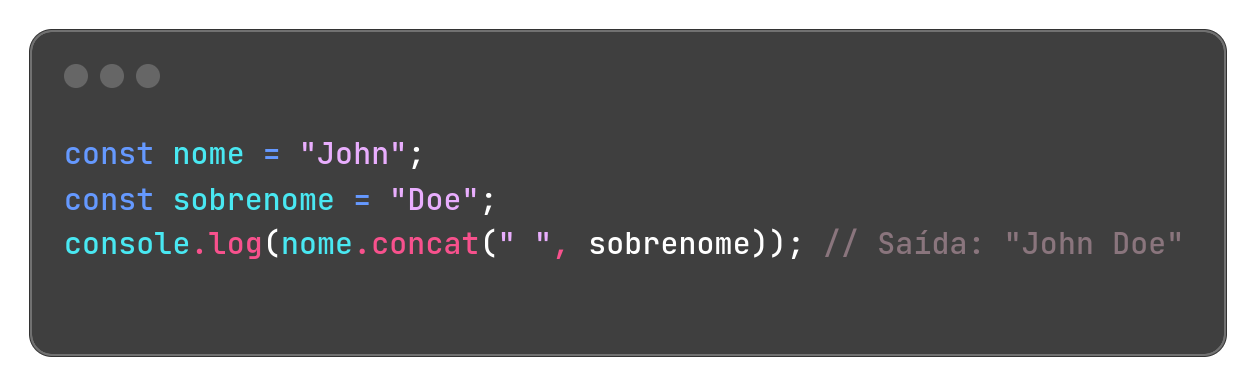 const nome = "John";
const sobrenome = "Doe";
console.log(nome.concat(" ", sobrenome)); // Saída: "John Doe"